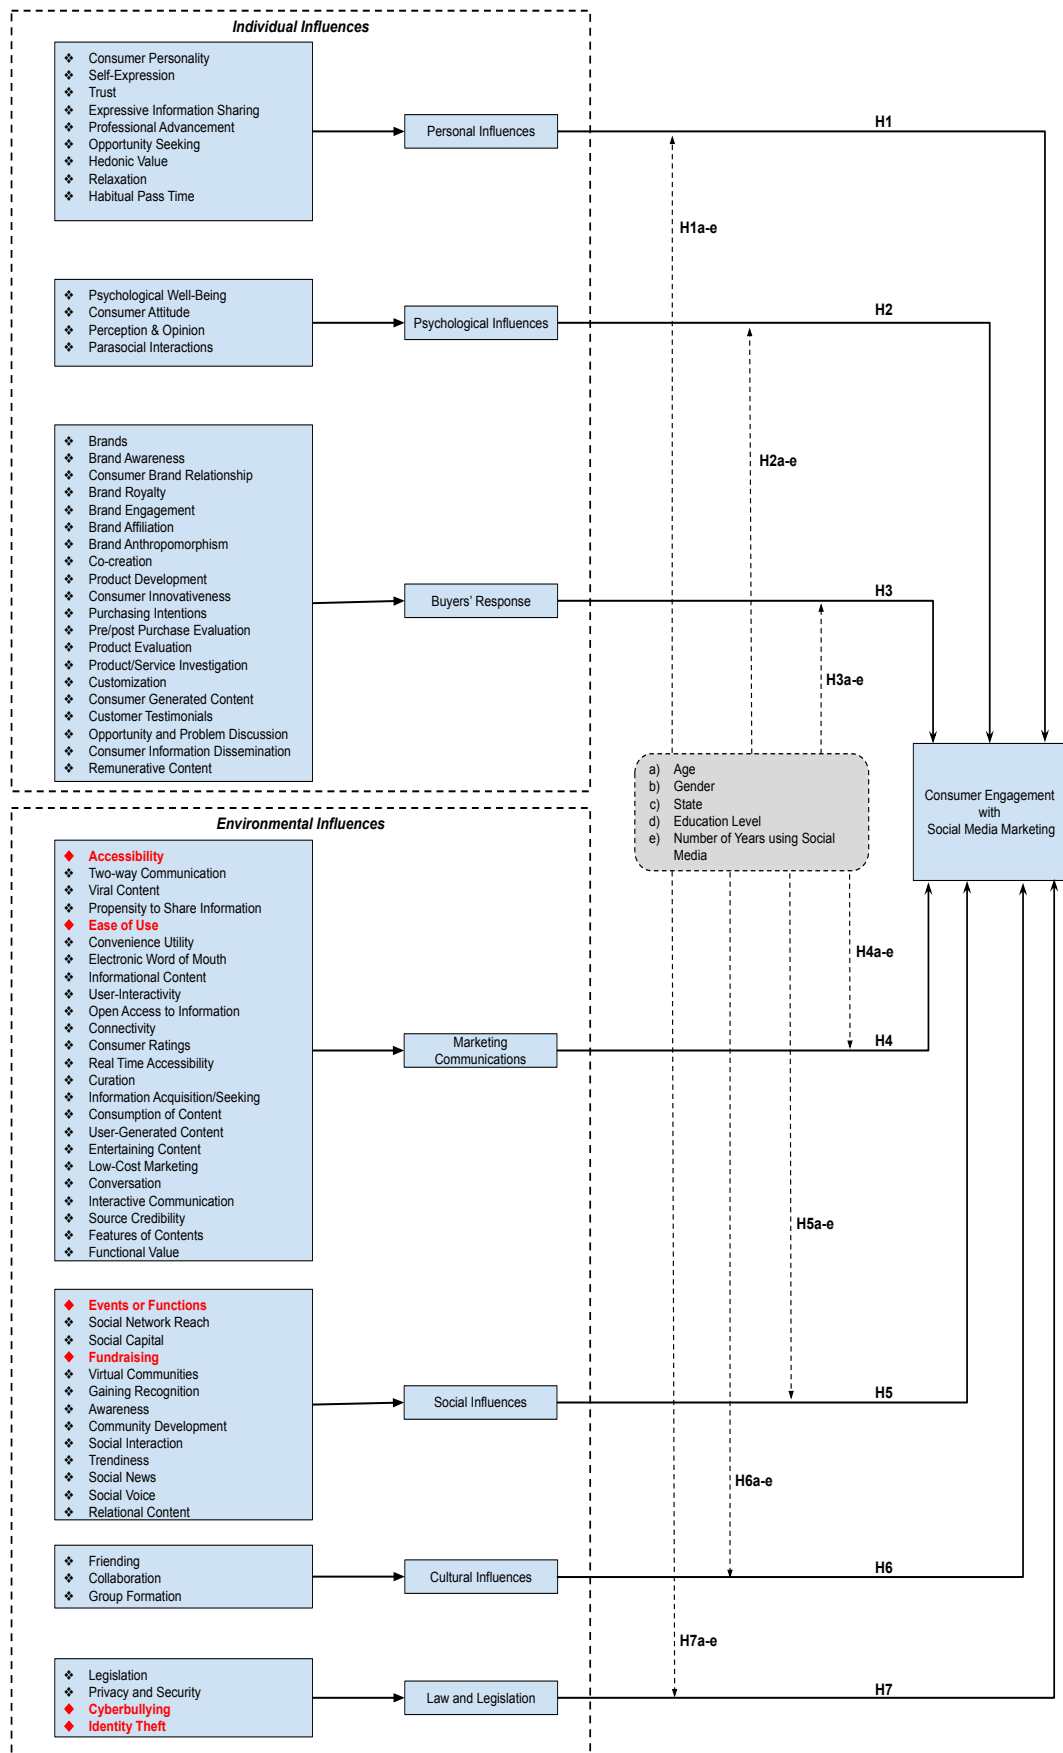 Individual Influences
❖ Consumer Personality
❖ Self-Expression
❖ Trust
❖ Expressive Information Sharing
❖ Professional Advancement
❖ Opportunity Seeking
❖ Hedonic Value
❖ Relaxation
❖ Habitual Pass Time
Personal Influences
H1
H1a-e
❖ Psychological Well-Being
❖ Consumer Attitude
❖ Perception & Opinion
❖ Parasocial Interactions
Psychological Influences
H2
H2a-e
❖ Brands
❖ Brand Awareness
❖ Consumer Brand Relationship
❖ Brand Royalty
❖ Brand Engagement
❖ Brand Affiliation
❖ Brand Anthropomorphism
❖ Co-creation
❖ Product Development
❖ Consumer Innovativeness
❖ Purchasing Intentions
❖ Pre/post Purchase Evaluation
❖ Product Evaluation
❖ Product/Service Investigation
❖ Customization
❖ Consumer Generated Content
❖ Customer Testimonials
❖ Opportunity and Problem Discussion
❖ Consumer Information Dissemination
❖ Remunerative Content
Buyers' Response
H3
H3a-e
a) Age
b) Gender
c) State
d) Education Level
e) Number of Years using Social
Media
Consumer Engagement
with
Social Media Marketing
Environmental Influences
◆ Accessibility
❖ Two-way Communication
❖ Viral Content
❖ Propensity to Share Information
◆ Ease of Use
❖ Convenience Utility
❖ Electronic Word of Mouth
❖ Informational Content
❖ User-Interactivity
❖ Open Access to Information
❖ Connectivity
❖ Consumer Ratings
❖ Real Time Accessibility
❖ Curation
❖ Information Acquisition/Seeking
❖ Consumption of Content
❖ User-Generated Content
❖ Entertaining Content
❖ Low-Cost Marketing
❖ Conversation
❖ Interactive Communication
❖ Source Credibility
❖ Features of Contents
❖ Functional Value
Marketing
Communications
H4a-e
H4
H5a-e
◆ Events or Functions
❖ Social Network Reach
❖ Social Capital
◆ Fundraising
❖ Virtual Communities
❖ Gaining Recognition
❖ Awareness
❖ Community Development
❖ Social Interaction
❖ Trendiness
❖ Social News
❖ Social Voice
❖ Relational Content
Social Influences
H5
H6a-e
❖ Friending
❖ Collaboration
❖ Group Formation
Cultural Influences
H6
H7a-e
❖ Legislation
❖ Privacy and Security
◆ Cyberbullying
◆ Identity Theft
Law and Legislation
H7